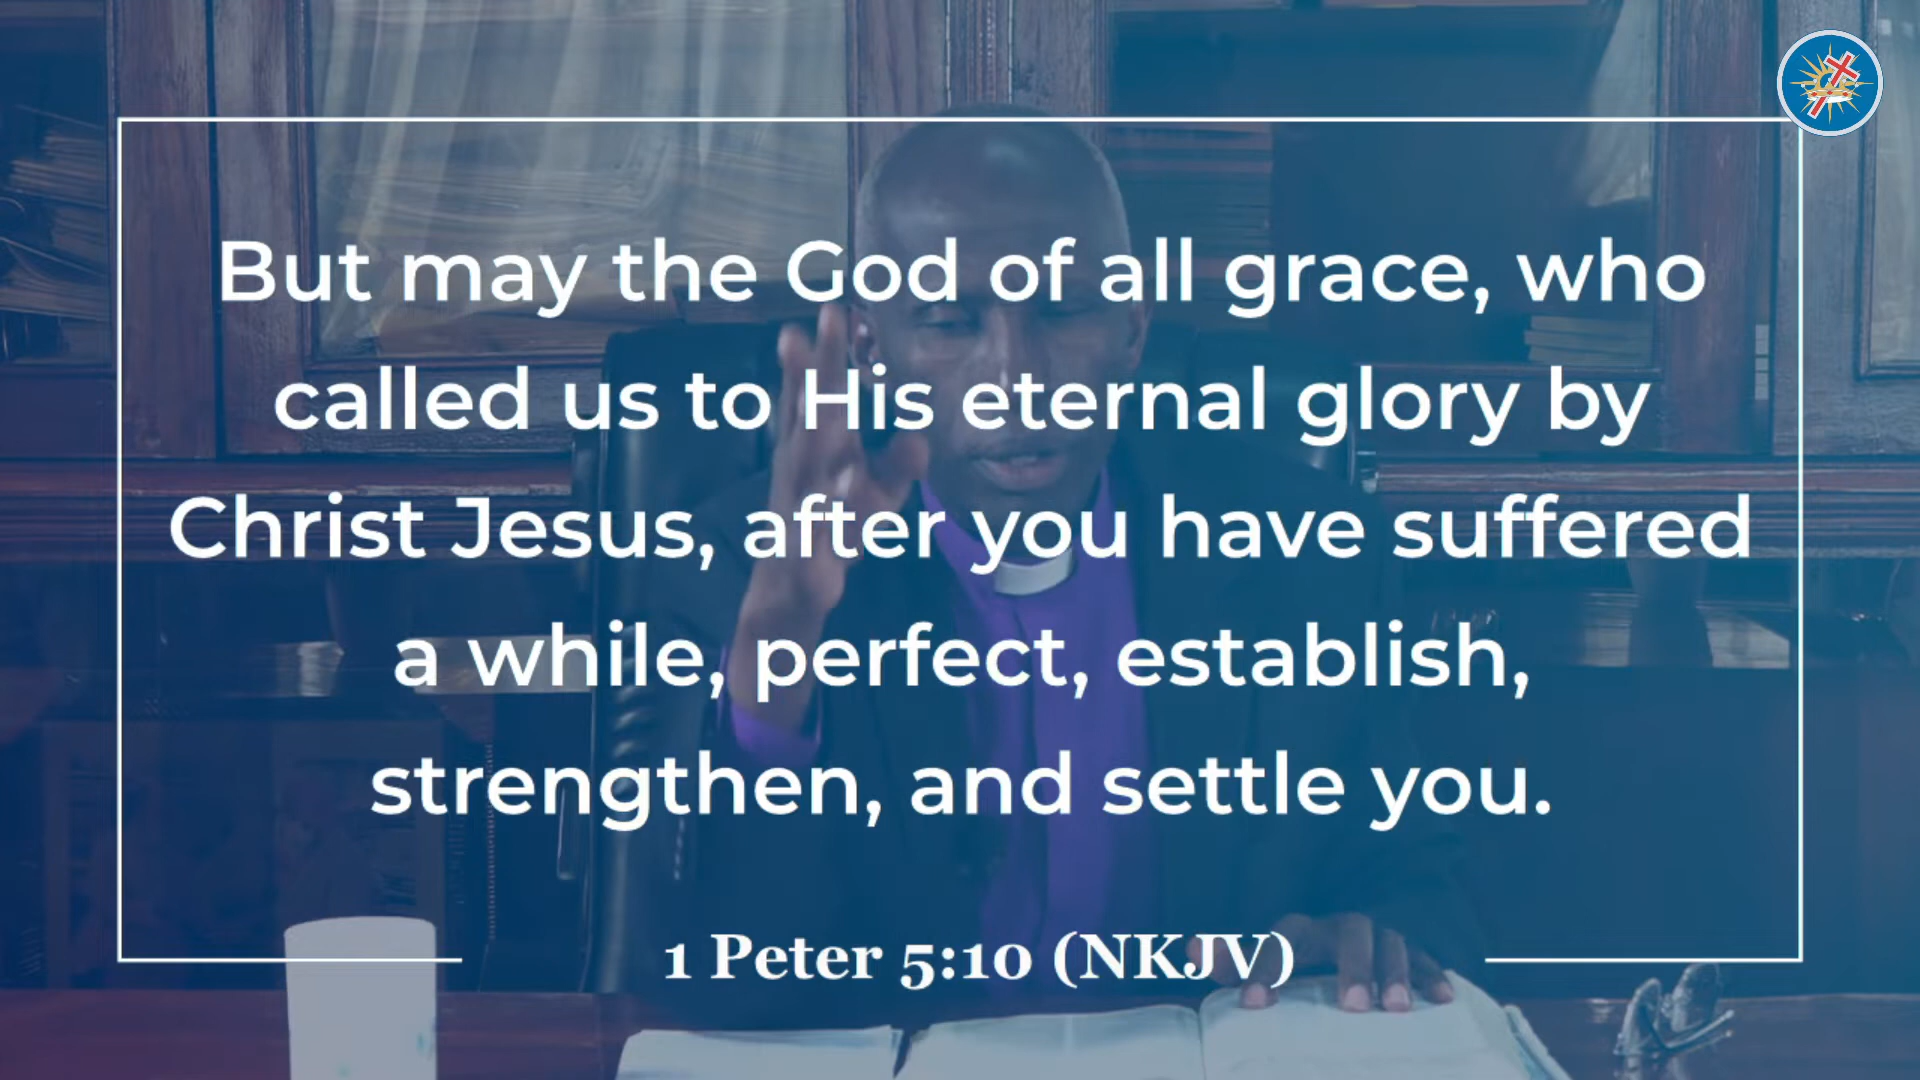 But may the God of all grace, who
called us to His eternal glory by
Christ Jesus, after you have suffered
a while, perfect, establish,
strengthen, and settle you.
1 Peter 5:10 (NKJV)